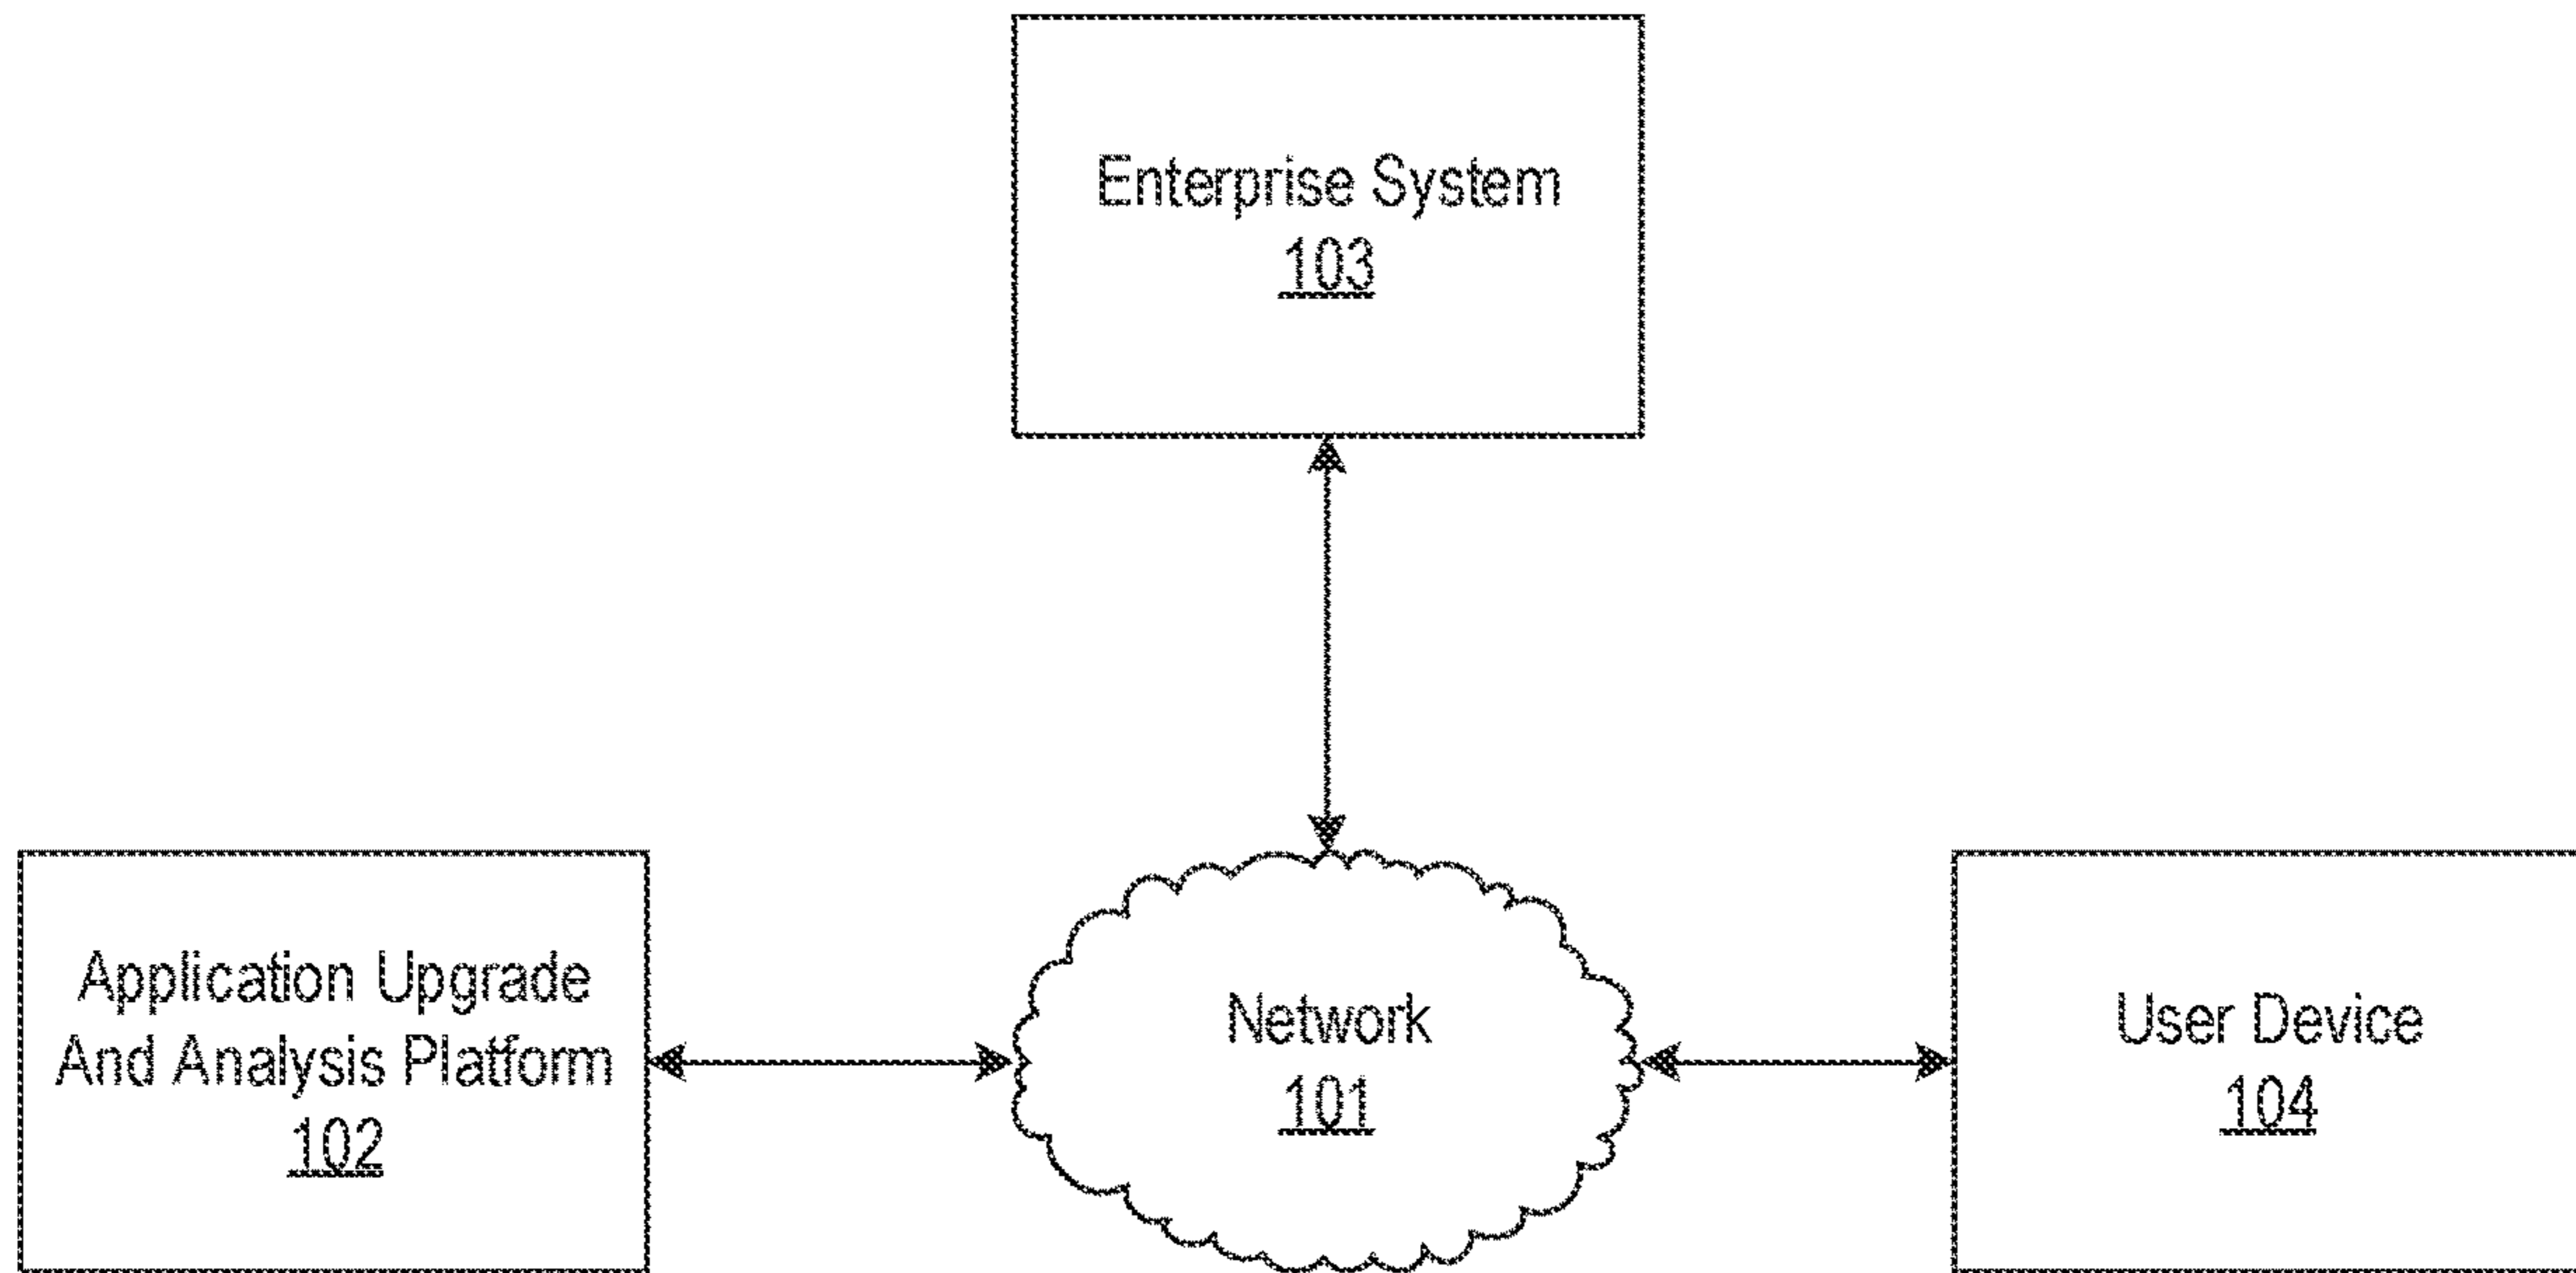 Enterprise System
103
Application Upgrade
And Analysis Platform
102
Network
101
User Device
104